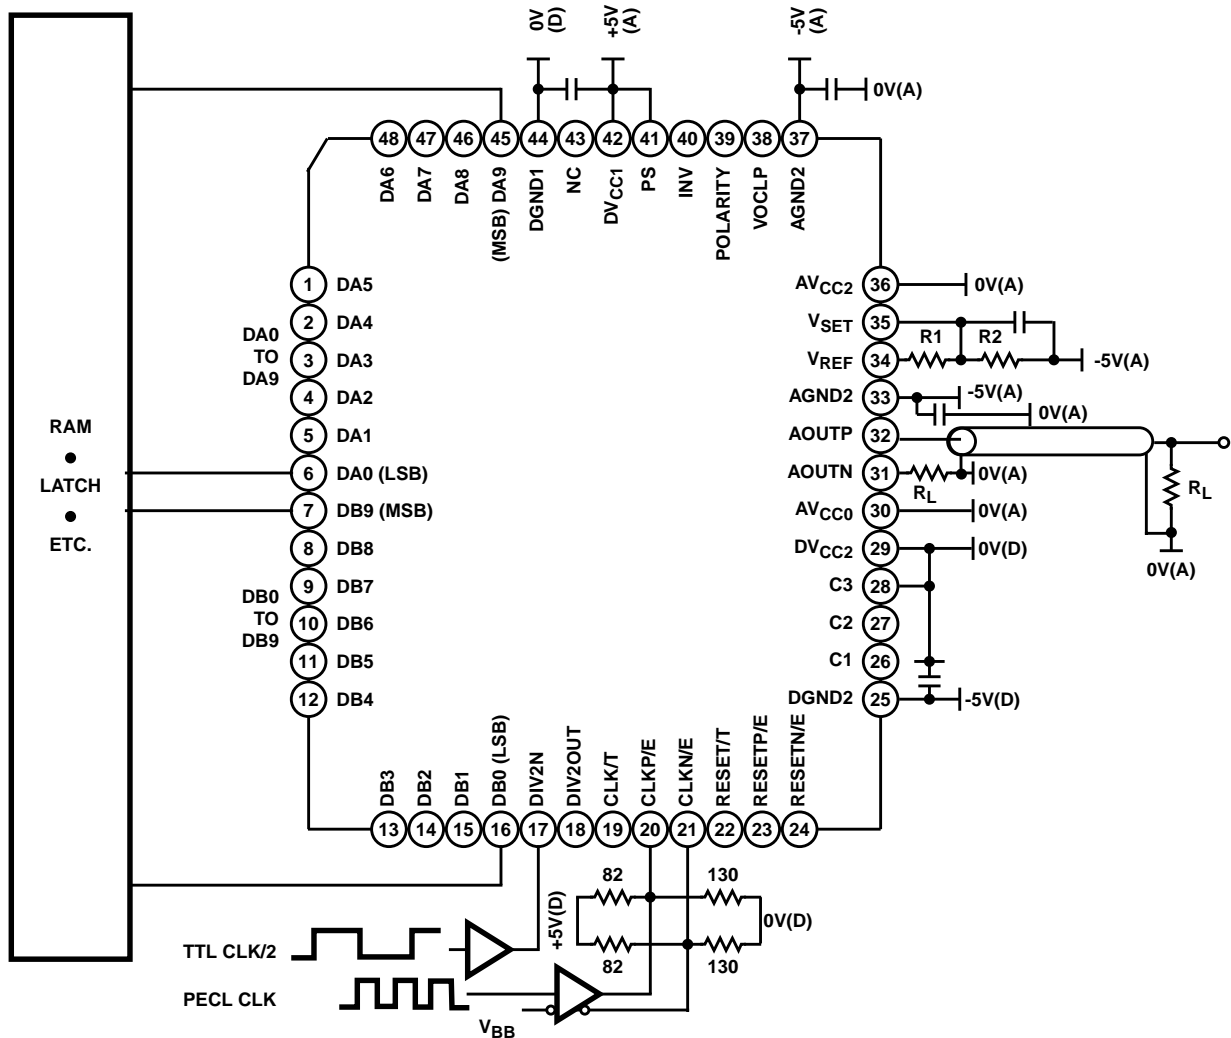 0V
(D)
+5V
(A)
-5V
(A)
0V(A)
48 47 46 45 44 43 42 41 40 39 38 37
DA6
DA7
DA8
(MSB) DA9
DGND1
NC
DVCC1
PS
INV
POLARITY
VOCLP
AGND2
RAM
LATCH
ETC.
DA0
TO
DA9
DB0
TO
DB9
1 DA5
2 DA4
3 DA3
4 DA2
5 DA1
6 DA0 (LSB)
7 DB9 (MSB)
8 DB8
9 DB7
10 DB6
11 DB5
12 DB4
AVCC2 36 0V(A)
VSET 35
R1 R2
VREF 34 -5V(A)
AGND2 33 -5V(A)
0V(A)
AOUTP 32
AOUTN 31 0V(A)
RL
RL
0V(A)
AVCC0 30 0V(A)
DVCC2 29 0V(D)
C3 28
C2 27
C1 26
DGND2 25 -5V(D)
DB3
DB2
DB1
DB0 (LSB)
DIV2N
DIV2OUT
CLK/T
CLKP/E
CLKN/E
RESET/T
RESETP/E
RESETN/E
13 14 15 16 17 18 19 20 21 22 23 24
82 130
+5V(D)
0V(D)
82 130
TTL CLK/2
PECL CLK
VBB